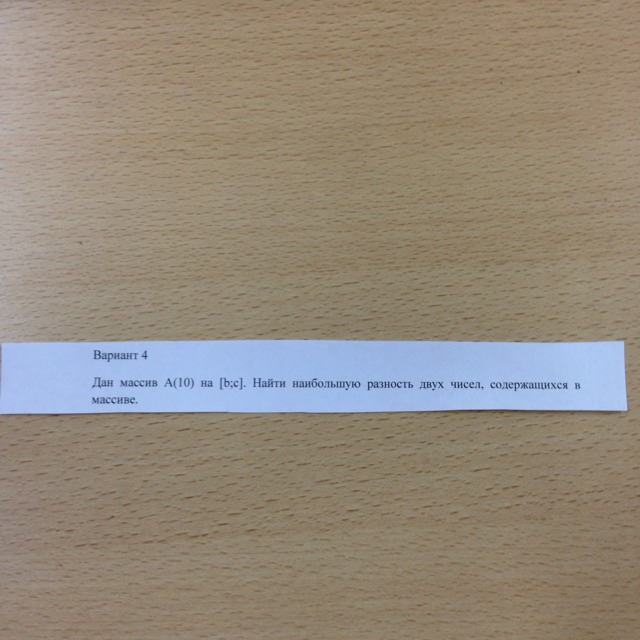 Вариант 4
Дан массив А(10) на [b;c]. Найти наибольшую разность двух чисел, содержащихся в
массиве.